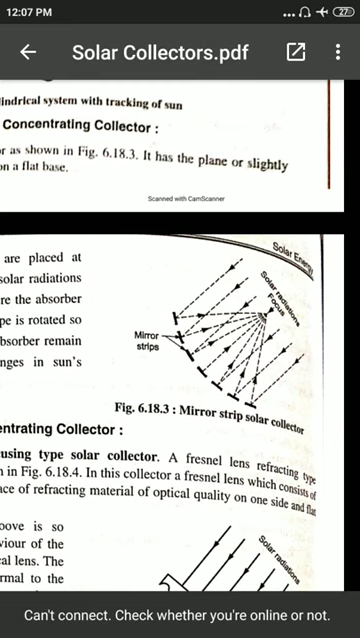 12:07 PM
27
Solar Collectors.pdf
lindrical system with tracking of sun
Concentrating Collector :
or as shown in Fig. 6.18.3. It has the plane or slightly
on a flat base.
Scanned with CamScanner
Solar Energy
are placed at
solar radiations
re the absorber
pe is rotated so
bsorber remain
nges in sun's
Solar radiations
Focus
Mirror
strips
Fig. 6.18.3 : Mirror strip solar collector
entrating Collector :
cusing type solar collector. A fresnel lens refracting type
n in Fig. 6.18.4. In this collector a fresnel lens which consists of
ace of refracting material of optical quality on one side and flat
oove is so
viour of the
cal lens. The
rmal to the
Solar radiations
Can't connect. Check whether you're online or not.